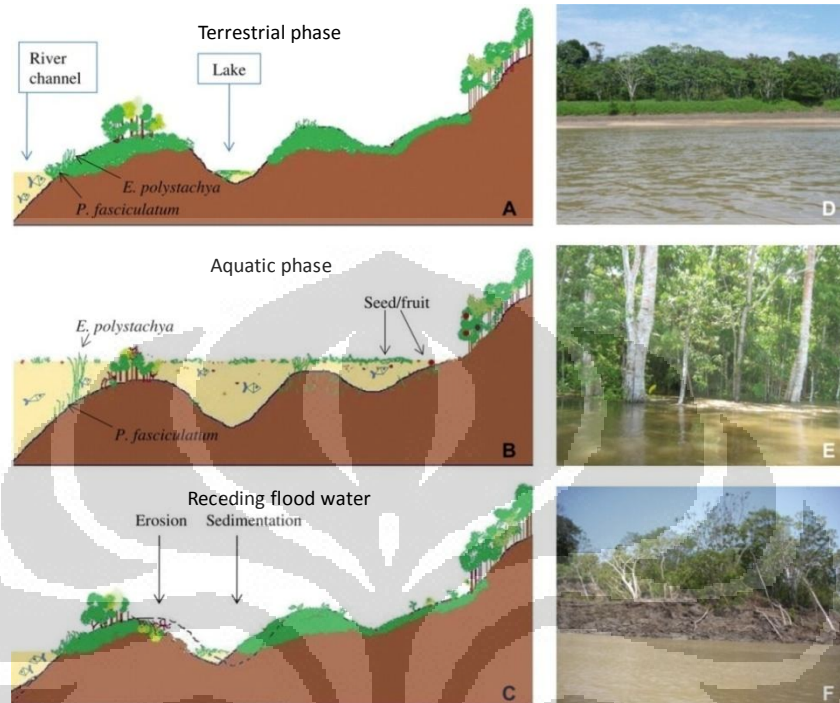 Terrestrial phase
River
channel
Lake
E. polystachya
P. fasciculatum
A
D
Aquatic phase
Seed/fruit
E. polystachya
P. fasciculatum
B
E
Receding flood water
Erosion Sedimentation
C
F